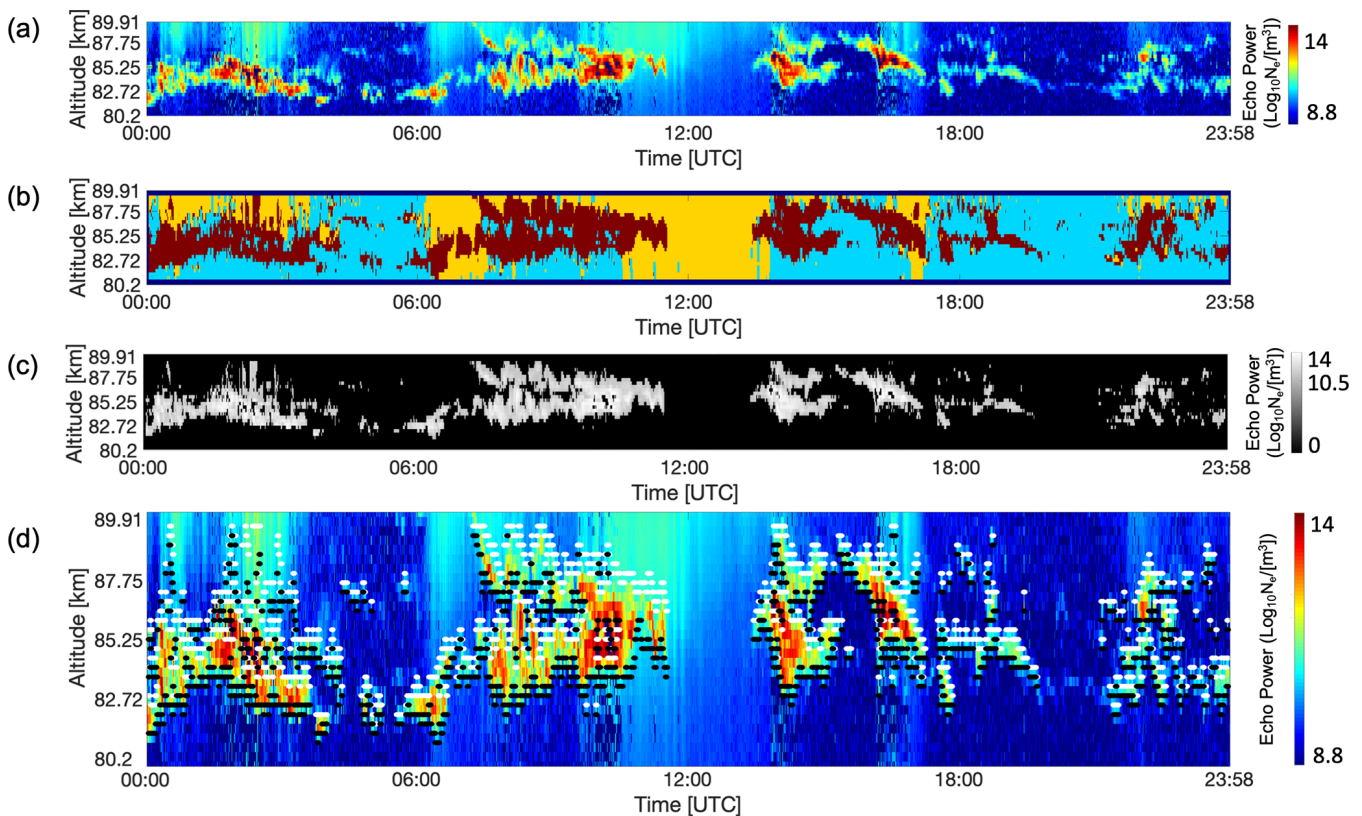 (a)
Altitude [km]
89.91
87.75
85.25
82.72
80.2
00:00
06:00
12:00
18:00
23:58
Time [UTC]
Echo Power
(Log₁₀Nₑ/[m³])
14
8.8
(b)
Altitude [km]
89.91
87.75
85.25
82.72
80.2
00:00
06:00
12:00
18:00
23:58
Time [UTC]
(c)
Altitude [km]
89.91
87.75
85.25
82.72
80.2
00:00
06:00
12:00
18:00
23:58
Time [UTC]
Echo Power
(Log₁₀Nₑ/[m³])
14
10.5
0
(d)
Altitude [km]
89.91
87.75
85.25
82.72
80.2
00:00
06:00
12:00
18:00
23:58
Time [UTC]
Echo Power (Log₁₀Nₑ/[m³])
14
8.8